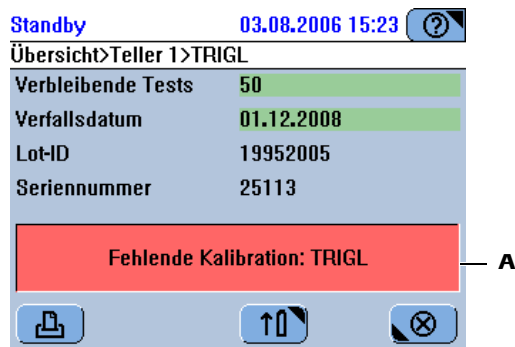 Standby 03.08.2006 15:23
Übersicht>Teller 1>TRIGL
Verbleibende Tests 50
Verfallsdatum 01.12.2008
Lot-ID 19952005
Seriennummer 25113
Fehlende Kalibration: TRIGL
A